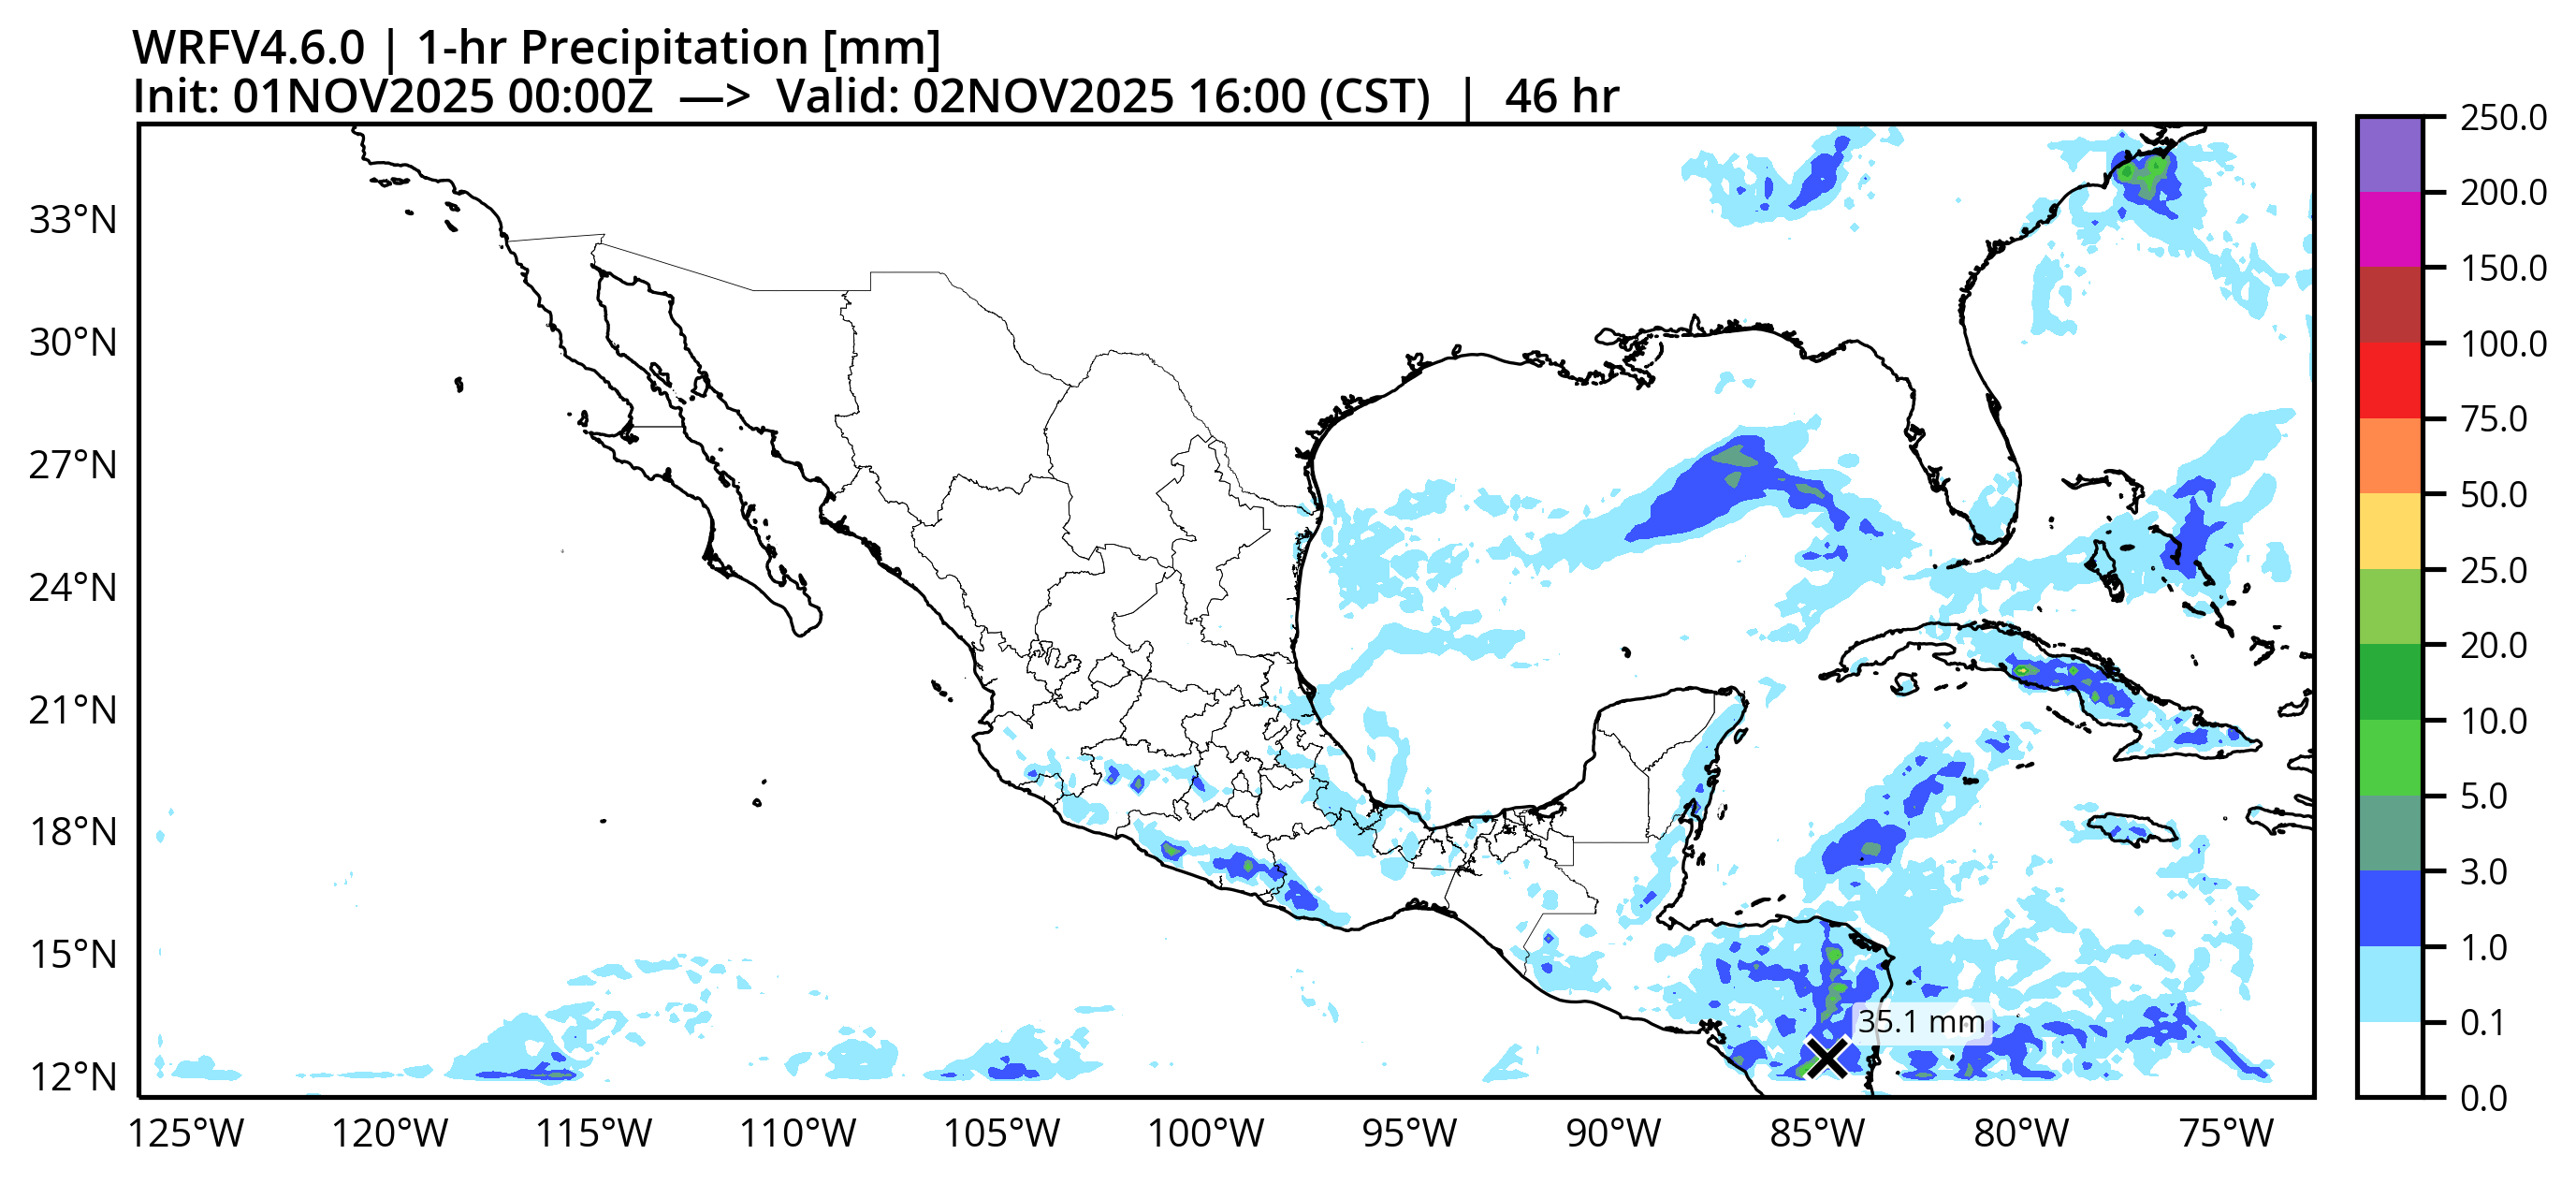 WRFV4.6.0 | 1-hr Precipitation [mm]
Init: 01NOV2025 00:00Z —> Valid: 02NOV2025 16:00 (CST) | 46 hr
250.0
200.0
150.0
100.0
75.0
50.0
25.0
20.0
10.0
5.0
3.0
1.0
0.1
0.0
33°N
30°N
27°N
24°N
21°N
18°N
15°N
12°N
35.1 mm
125°W 120°W 115°W 110°W 105°W 100°W 95°W 90°W 85°W 80°W 75°W